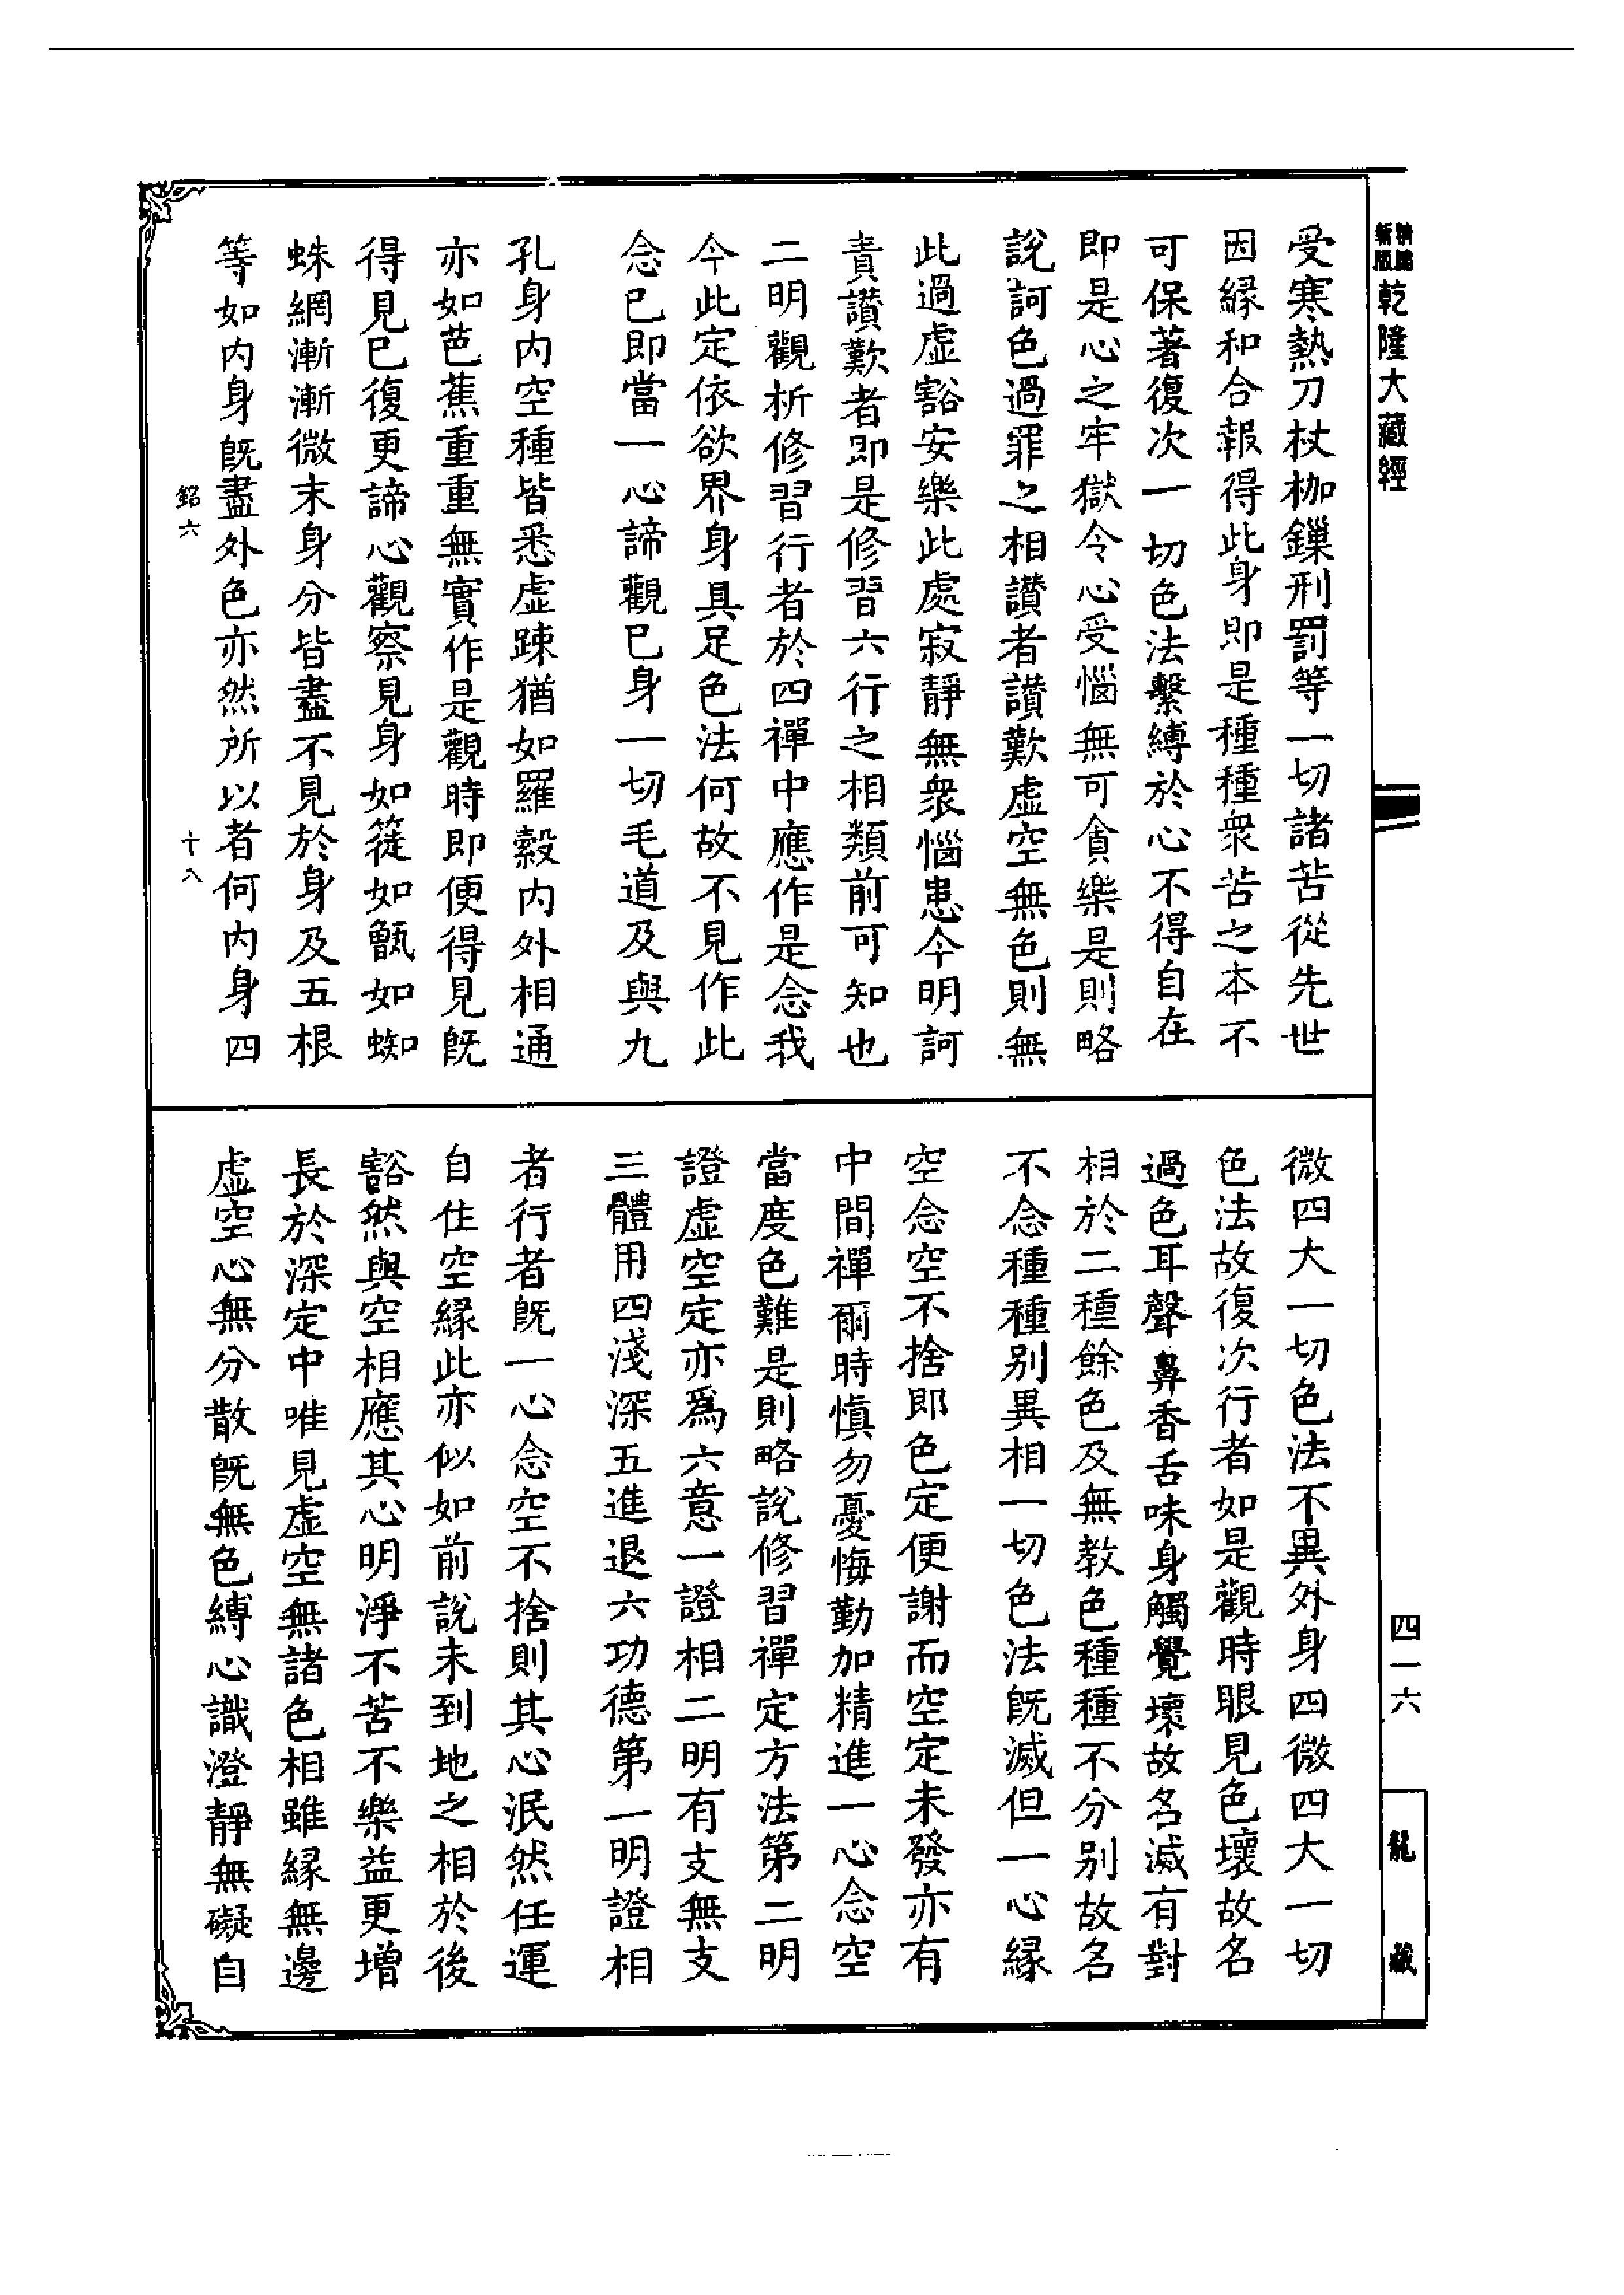 乾隆大藏經
受寒熱刀杖枷鏁刑罰等一切諸苦從先世
因緣和合報得此身即是種種衆苦之本不
可保著復次一切色法繫縛於心不得自在
即是心之牢獄令心受惱無可貪樂是則略
說訶色過罪之相讚者讚歎虛空無色則無
此過虛豁安樂此處寂靜無衆惱患今明訶
責讚歎者即是修習六行之相類前可知也
二明觀析修習行者於四禪中應作是念我
今此定依欲界身具足色法何故不見作此
念已即當一心諦觀已身一切毛道及與九
孔身内空種皆悉虛踈猶如羅縠内外相通
亦如芭蕉重重無實作是觀時即便得見旣
得見已復更諦心觀察見身如簁如甑如蜘
蛛網漸漸微末身分皆盡不見於身及五根
等如内身旣盡外色亦然所以者何内身四
銘六
十八
微四大一切色法不異外身四微四大一切
色法故復次行者如是觀時眼見色壞故名
過色耳聲鼻香舌味身觸覺壞故名滅有對
相於二種餘色及無教色種種不分别故名
不念種種别異相一切色法旣滅但一心緣
空念空不捨即色定便謝而空定未發亦有
中間禪爾時慎勿憂悔勤加精進一心念空
當度色難是則略說修習禪定方法第二明
證虛空定亦爲六意一證相二明有支無支
三體用四淺深五進退六功德第一明證相
者行者旣一心念空不捨則其心泯然任運
自住空緣此亦似如前說未到地之相於後
豁然與空相應其心明淨不苦不樂益更增
長於深定中唯見虛空無諸色相雖緣無邊
虛空心無分散旣無色縛心識澄靜無礙自
四一六
龍藏